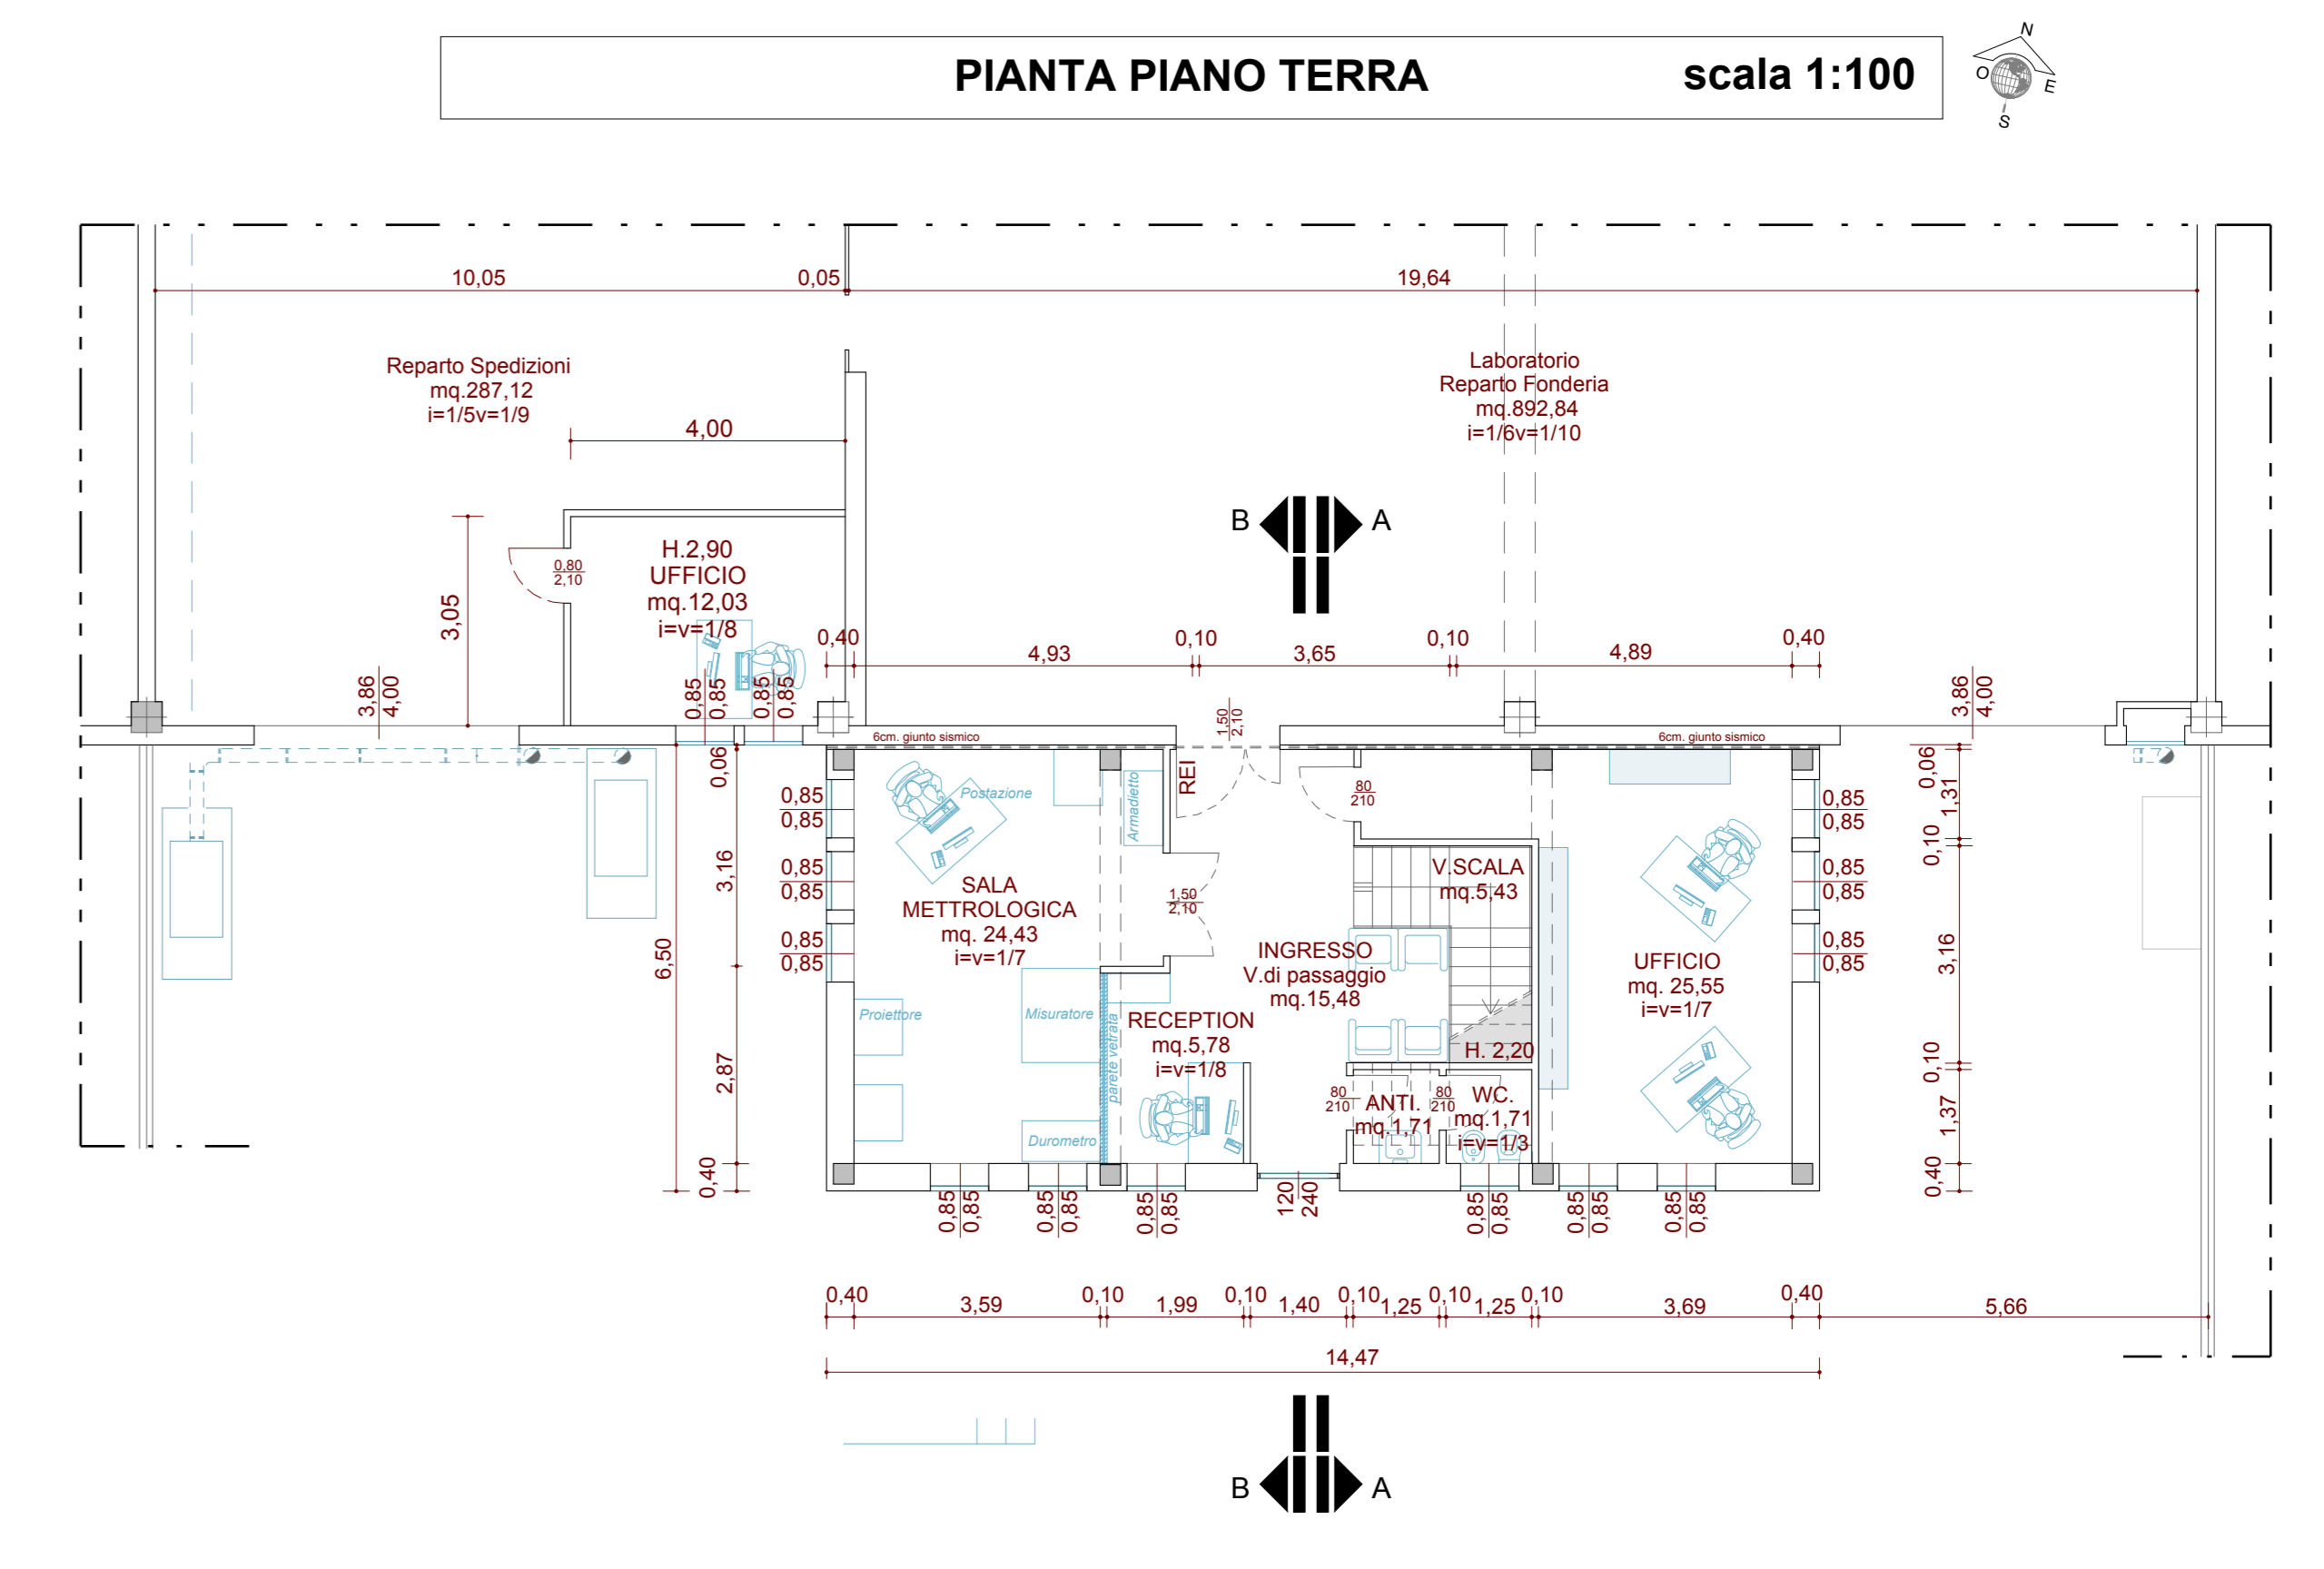 PIANTA PIANO TERRA scala 1:100
N
O
E
S
10,05 0,05 19,64
Reparto Spedizioni
mq.287,12
i=1/5v=1/9
Laboratorio
Reparto Fonderia
mq.892,84
i=1/6v=1/10
4,00
B A
3,05
0,80
2,10
H.2,90
UFFICIO
mq.12,03
i=v=1/8
0,40 4,93 0,10 3,65 0,10 4,89 0,40
3,86
4,00
0,85
0,85
0,85
0,85
1,50
2,10
3,86
4,00
6cm. giunto sismico
6cm. giunto sismico
0,06
3,16
2,87
0,40
6,50
0,85
0,85
0,85
0,85
0,85
0,85
Postazione
Armadietto
REI
80
210
1,50
2,10
SALA
METTROLOGICA
mq. 24,43
i=v=1/7
V.SCALA
mq.5,43
INGRESSO
V.di passaggio
mq.15,48
UFFICIO
mq. 25,55
i=v=1/7
Proiettore
Misuratore
parete vetrata
Durometro
RECEPTION
mq.5,78
i=v=1/8
H. 2,20
80
210
ANTI.
mq.1,71
80
210
WC.
mq.1,71
i=v=1/3
0,85
0,85
0,85
0,85
0,85
0,85
0,06
1,31
0,10
3,16
0,10
1,37
0,40
0,85
0,85
0,85
0,85
0,85
0,85
120
240
0,85
0,85
0,85
0,85
0,85
0,85
0,40 3,59 0,10 1,99 0,10 1,40 0,10 1,25 0,10 1,25 0,10 3,69 0,40 5,66
14,47
B A